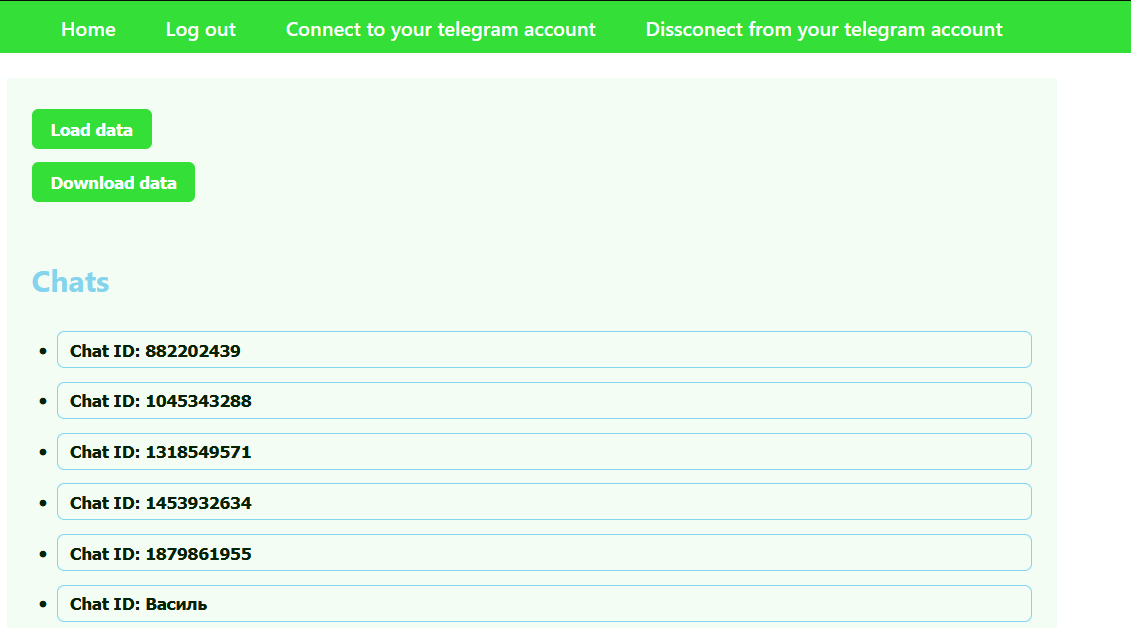 Home Log out Connect to your telegram account Dissconect from your telegram account
Load data
Download data
Chats
Chat ID: 882202439
Chat ID: 1045343288
Chat ID: 1318549571
Chat ID: 1453932634
Chat ID: 1879861955
Chat ID: Василь